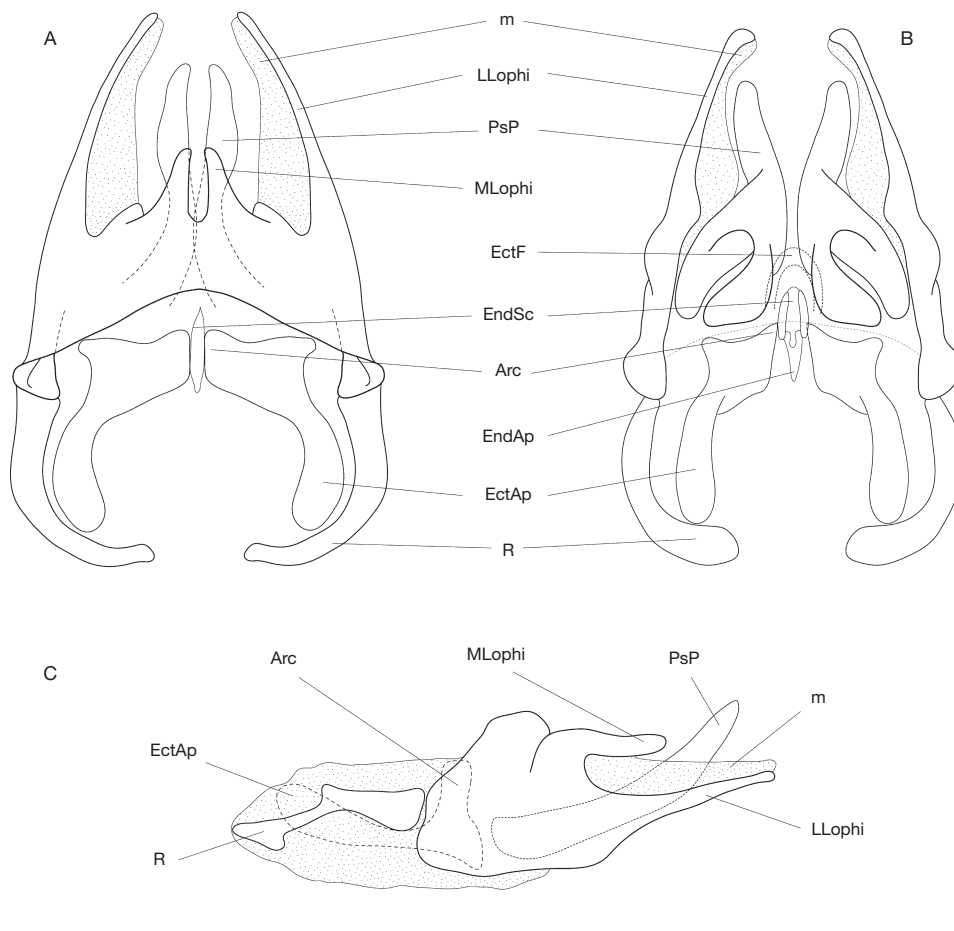 A
B
m
LLophi
PsP
MLophi
EctF
EndSc
Arc
EndAp
EctAp
R
C
Arc
MLophi
PsP
m
EctAp
LLophi
R